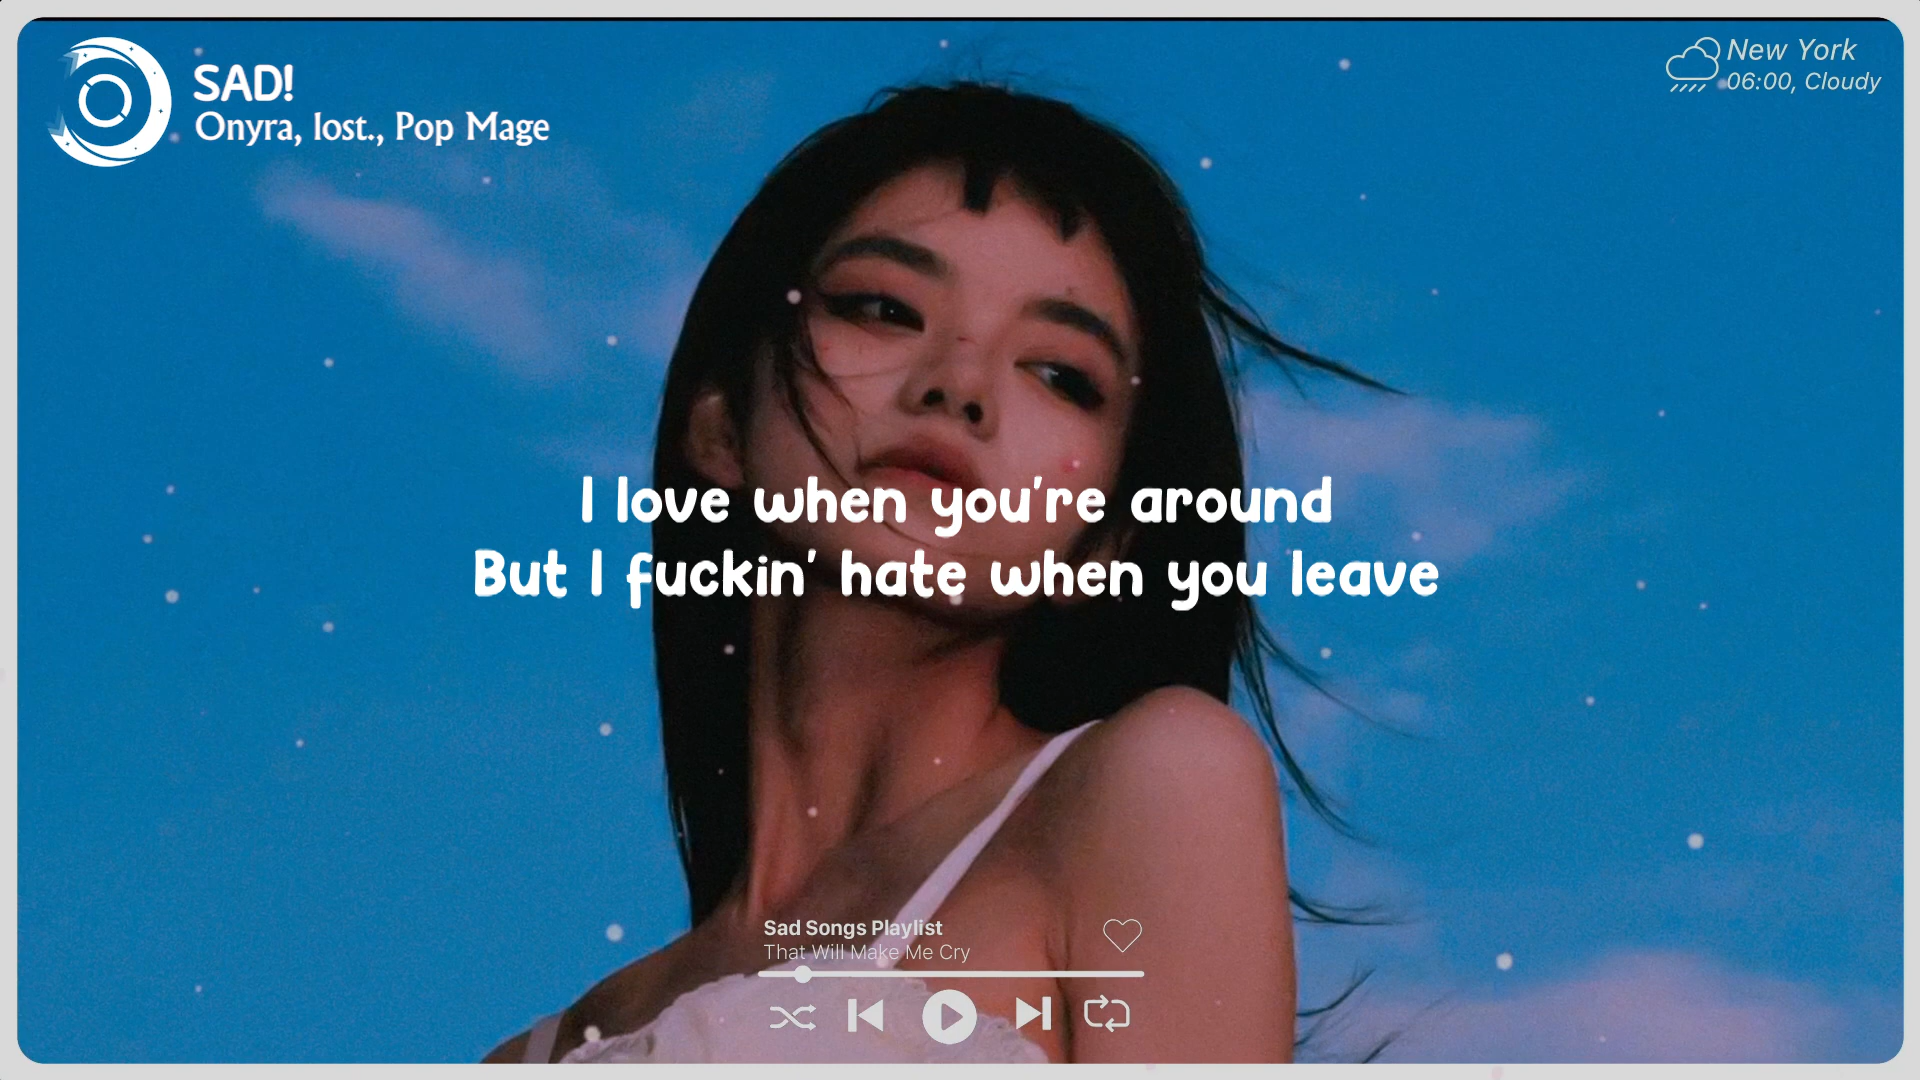 SAD!
Onyra, lost., Pop Mage
New York
06:00, Cloudy
I love when you're around
But I fuckin' hate when you leave
Sad Songs Playlist
That Will Make Me Cry